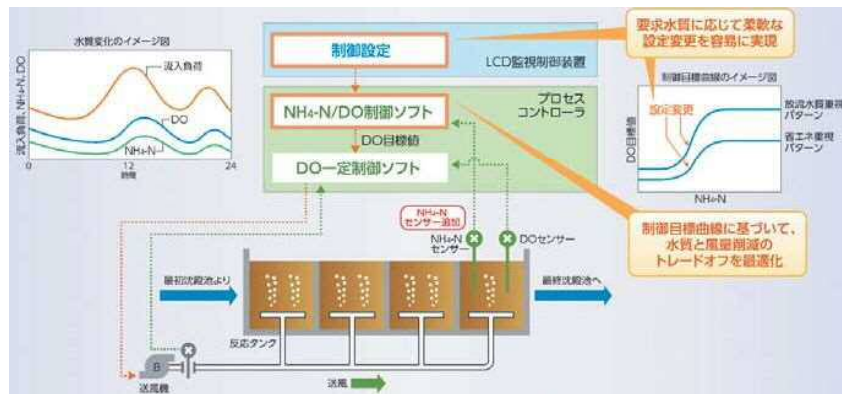 水質変化のイメージ図
流入負荷
DO
NH₄-N
流入負荷, NH₄-N, DO
0
12
24
時間
制御設定
LCD監視制御装置
NH₄-N/DO制御ソフト
プロセス
コントローラ
DO目標値
DO一定制御ソフト
要求水質に応じて柔軟な
設定変更を容易に実現
制御目標曲線のイメージ図
設定変更
放流水質重視
パターン
省エネ重視
パターン
DO目標値
NH₄-N
制御目標曲線に基づいて、
水質と風量削減の
トレードオフを最適化
NH₄-N
センサー追加
NH₄-N
センサー
DOセンサー
最初沈殿池より
最終沈殿池へ
反応タンク
B
送風機
送風